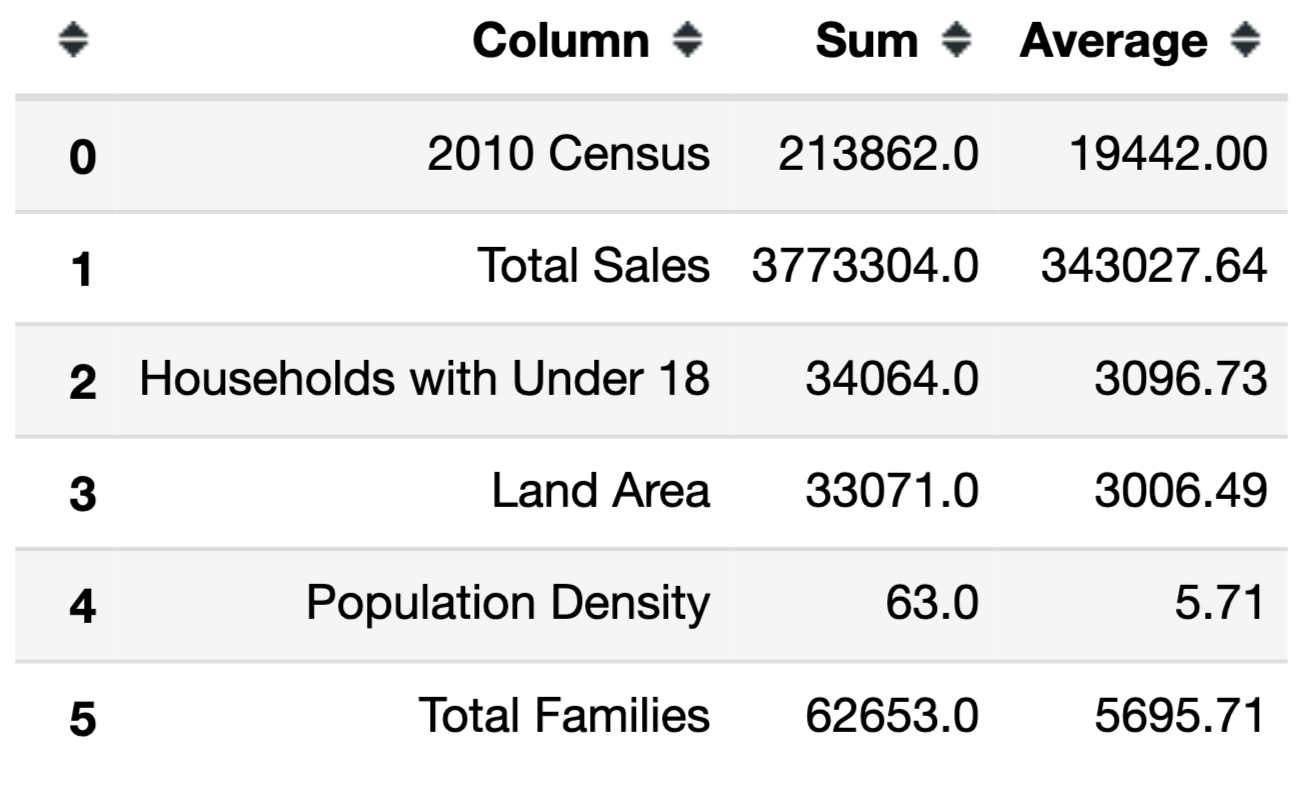 Column Sum Average
0 2010 Census 213862.0 19442.00
1 Total Sales 3773304.0 343027.64
2 Households with Under 18 34064.0 3096.73
3 Land Area 33071.0 3006.49
4 Population Density 63.0 5.71
5 Total Families 62653.0 5695.71